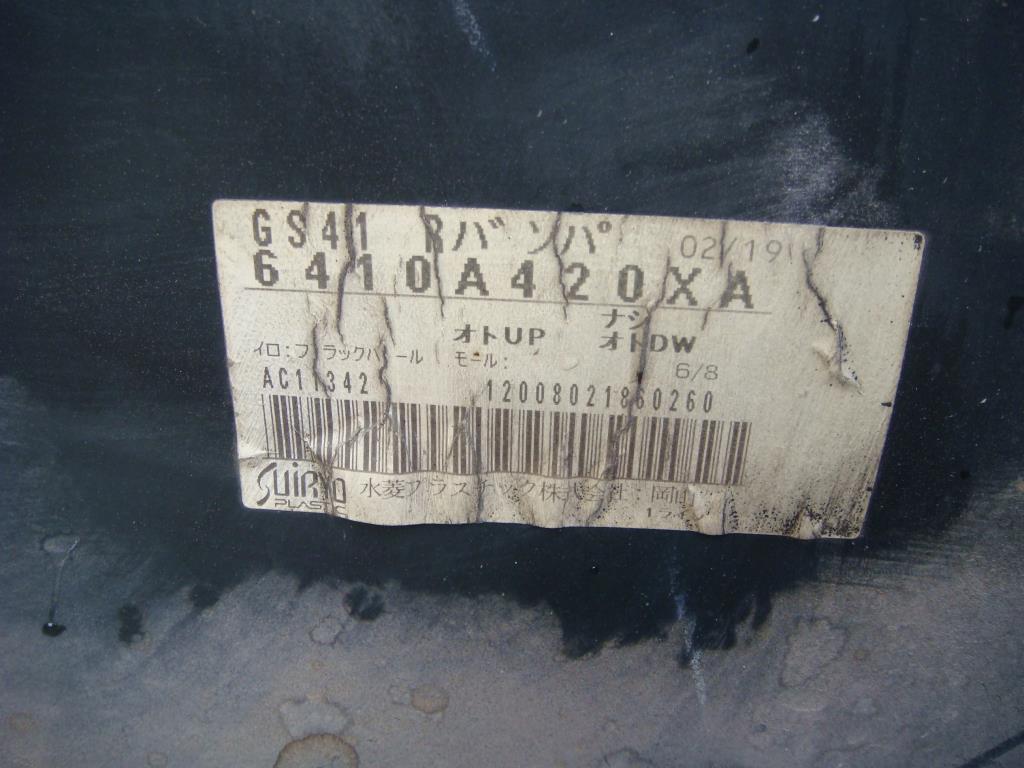 GS41 Rバンパ 02/19
6410A420XA
ナシ
オトUP オトDW
イロ:ブラックパール モール: 6/8
AC11342 12008021860260
SUiRYO 水菱プラスチック株式会社:岡山
PLASTIC